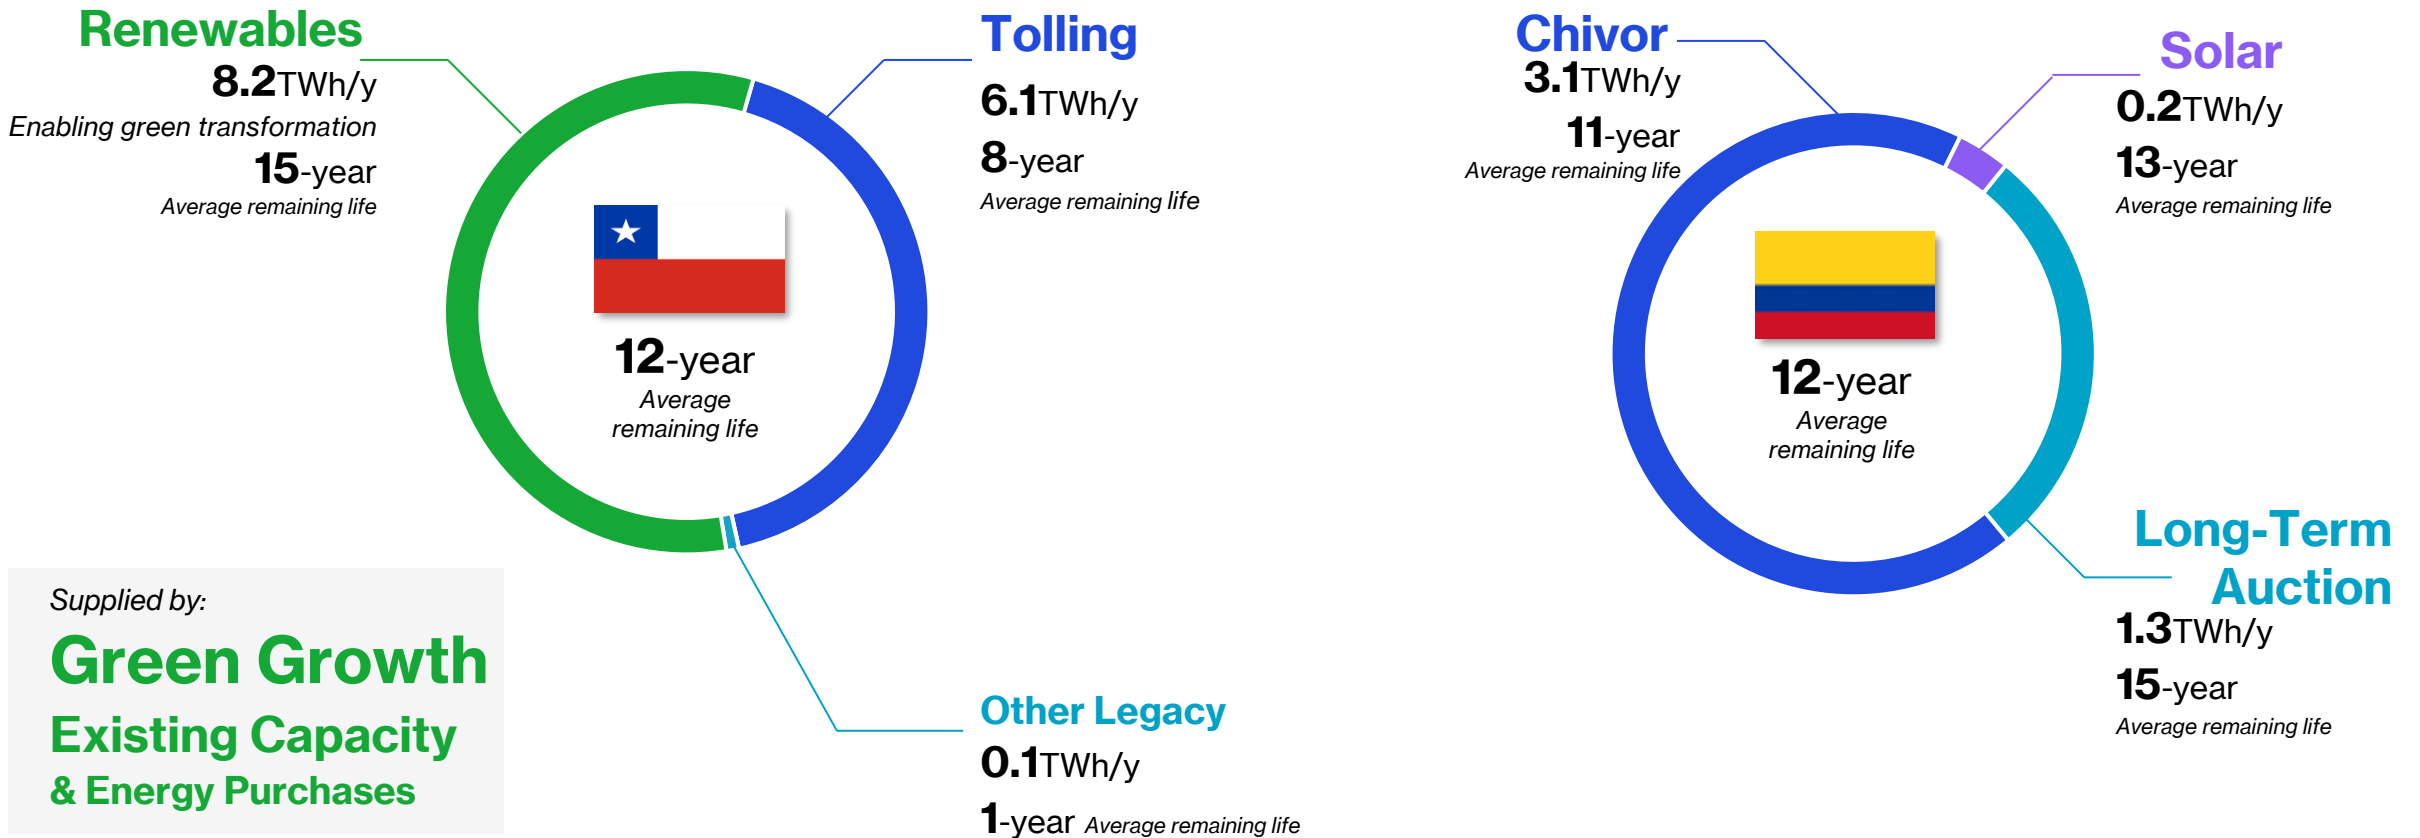 Renewables
8.2TWh/y
Enabling green transformation
15-year
Average remaining life
Tolling
6.1TWh/y
8-year
Average remaining life
12-year
Average
remaining life
Other Legacy
0.1TWh/y
1-year Average remaining life
Supplied by:
Green Growth
Existing Capacity
& Energy Purchases
Chivor
3.1TWh/y
11-year
Average remaining life
Solar
0.2TWh/y
13-year
Average remaining life
12-year
Average
remaining life
Long-Term
Auction
1.3TWh/y
15-year
Average remaining life